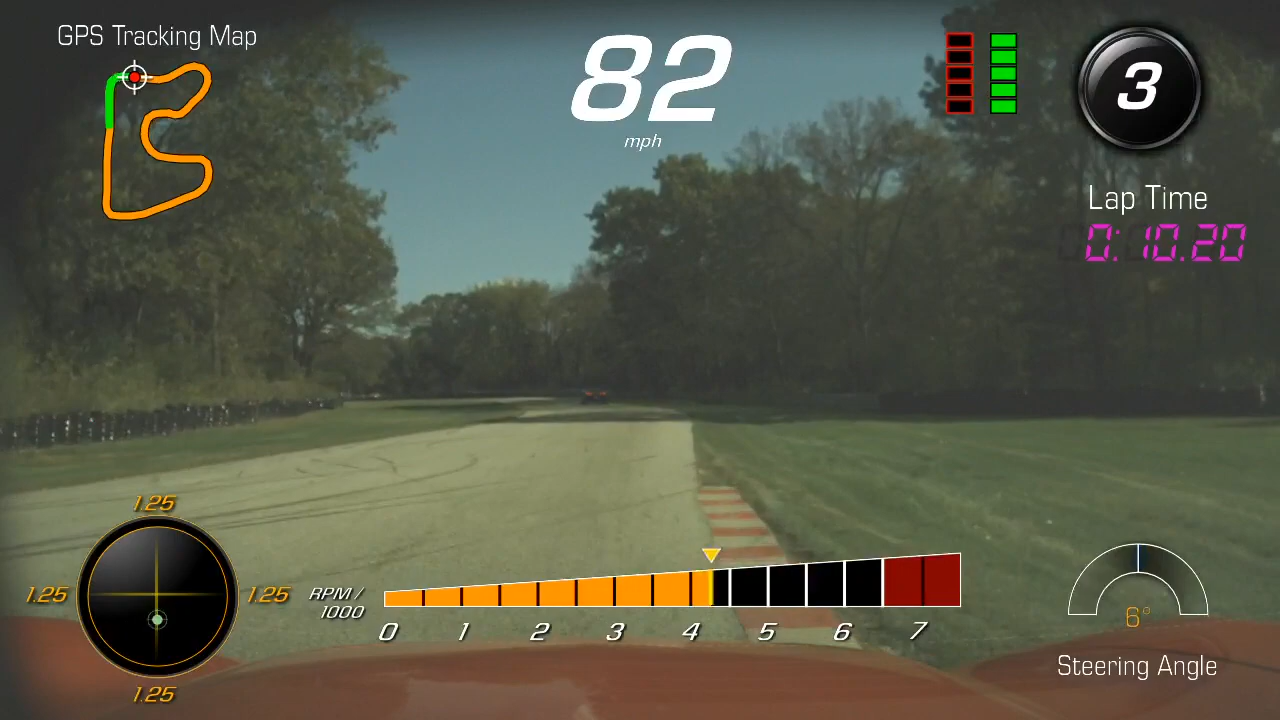 GPS Tracking Map
82
mph
3
Lap Time
0: 10.20
1.25
1.25
1.25
1.25
RPM /
1000
0 1 2 3 4 5 6 7
6°
Steering Angle